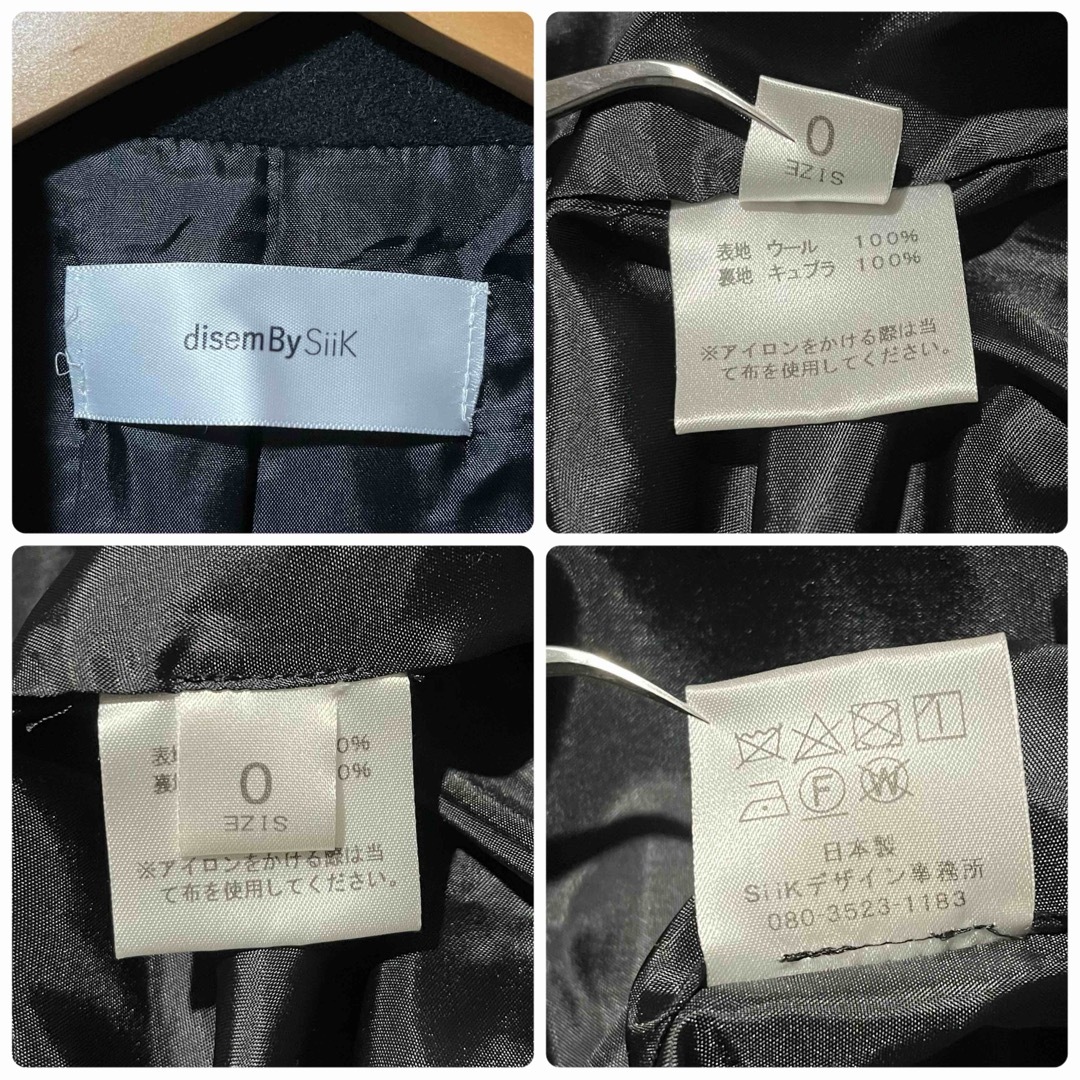 disemBySiiK
0
SIZE
表地 ウール 100%
裏地 キュプラ 100%
※アイロンをかける際は当
て布を使用してください。
表 0%
裏 0%
0
SIZE
※アイロンをかける際は当
て布を使用してください。
F
W
日本製
SiiKデザイン事務所
080-3523-1183